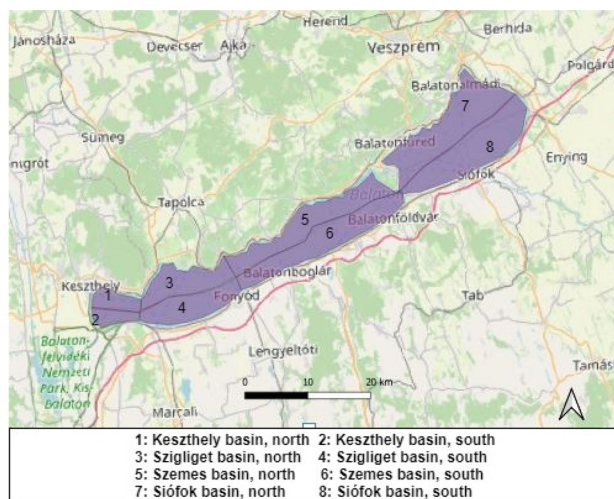 Jánosháza
Devecser
Ajka
Herend
Veszprém
Berhida
Polgárd
Balatonalmádi
7
Sümeg
Balatonfüred
8
Enying
engrót
Siófok
Tapolca
Balaton
5
Balatonföldvár
6
Keszthely
3
1
Balatonboglár
Fonyód
4
2
Tab
Balaton-
felvidéki
Nemzeti
Park, Kis-
Balaton
Lengyeltóti
0 10 20 km
Tamás
Marcali
1: Keszthely basin, north 2: Keszthely basin, south
3: Szigliget basin, north 4: Szigliget basin, south
5: Szemes basin, north 6: Szemes basin, south
7: Siófok basin, north 8: Siófok basin, south